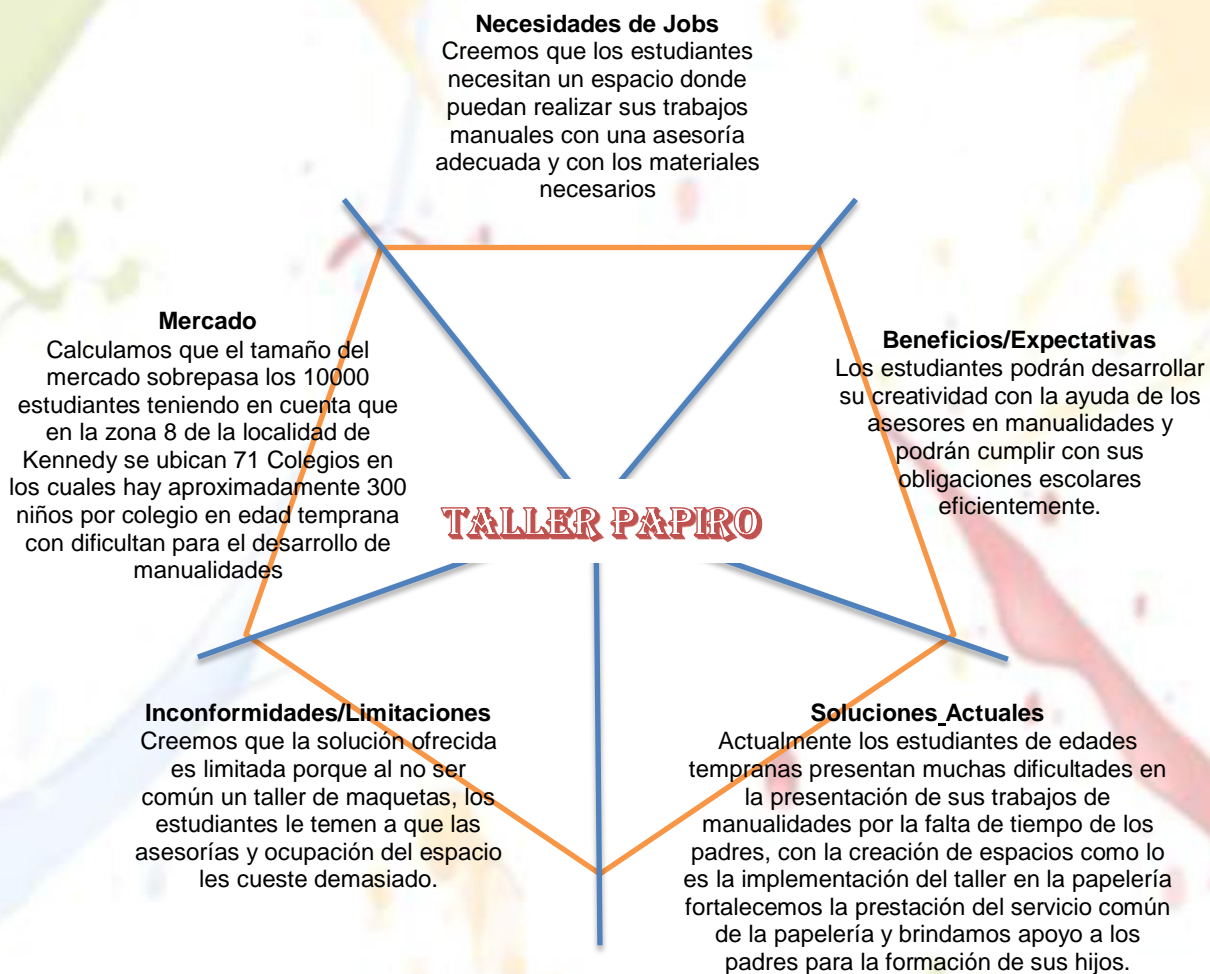 Necesidades de Jobs
Creemos que los estudiantes
necesitan un espacio donde
puedan realizar sus trabajos
manuales con una asesoría
adecuada y con los materiales
necesarios
Mercado
Calculamos que el tamaño del
mercado sobrepasa los 10000
estudiantes teniendo en cuenta que
en la zona 8 de la localidad de
Kennedy se ubican 71 Colegios en
los cuales hay aproximadamente 300
niños por colegio en edad temprana
con dificultan para el desarrollo de
manualidades
Beneficios/Expectativas
Los estudiantes podrán desarrollar
su creatividad con la ayuda de los
asesores en manualidades y
podrán cumplir con sus
obligaciones escolares
eficientemente.
TALLER PAPIRO
Inconformidades/Limitaciones
Creemos que la solución ofrecida
es limitada porque al no ser
común un taller de maquetas, los
estudiantes le temen a que las
asesorías y ocupación del espacio
les cueste demasiado.
Soluciones Actuales
Actualmente los estudiantes de edades
tempranas presentan muchas dificultades en
la presentación de sus trabajos de
manualidades por la falta de tiempo de los
padres, con la creación de espacios como lo
es la implementación del taller en la papelería
fortalecemos la prestación del servicio común
de la papelería y brindamos apoyo a los
padres para la formación de sus hijos.